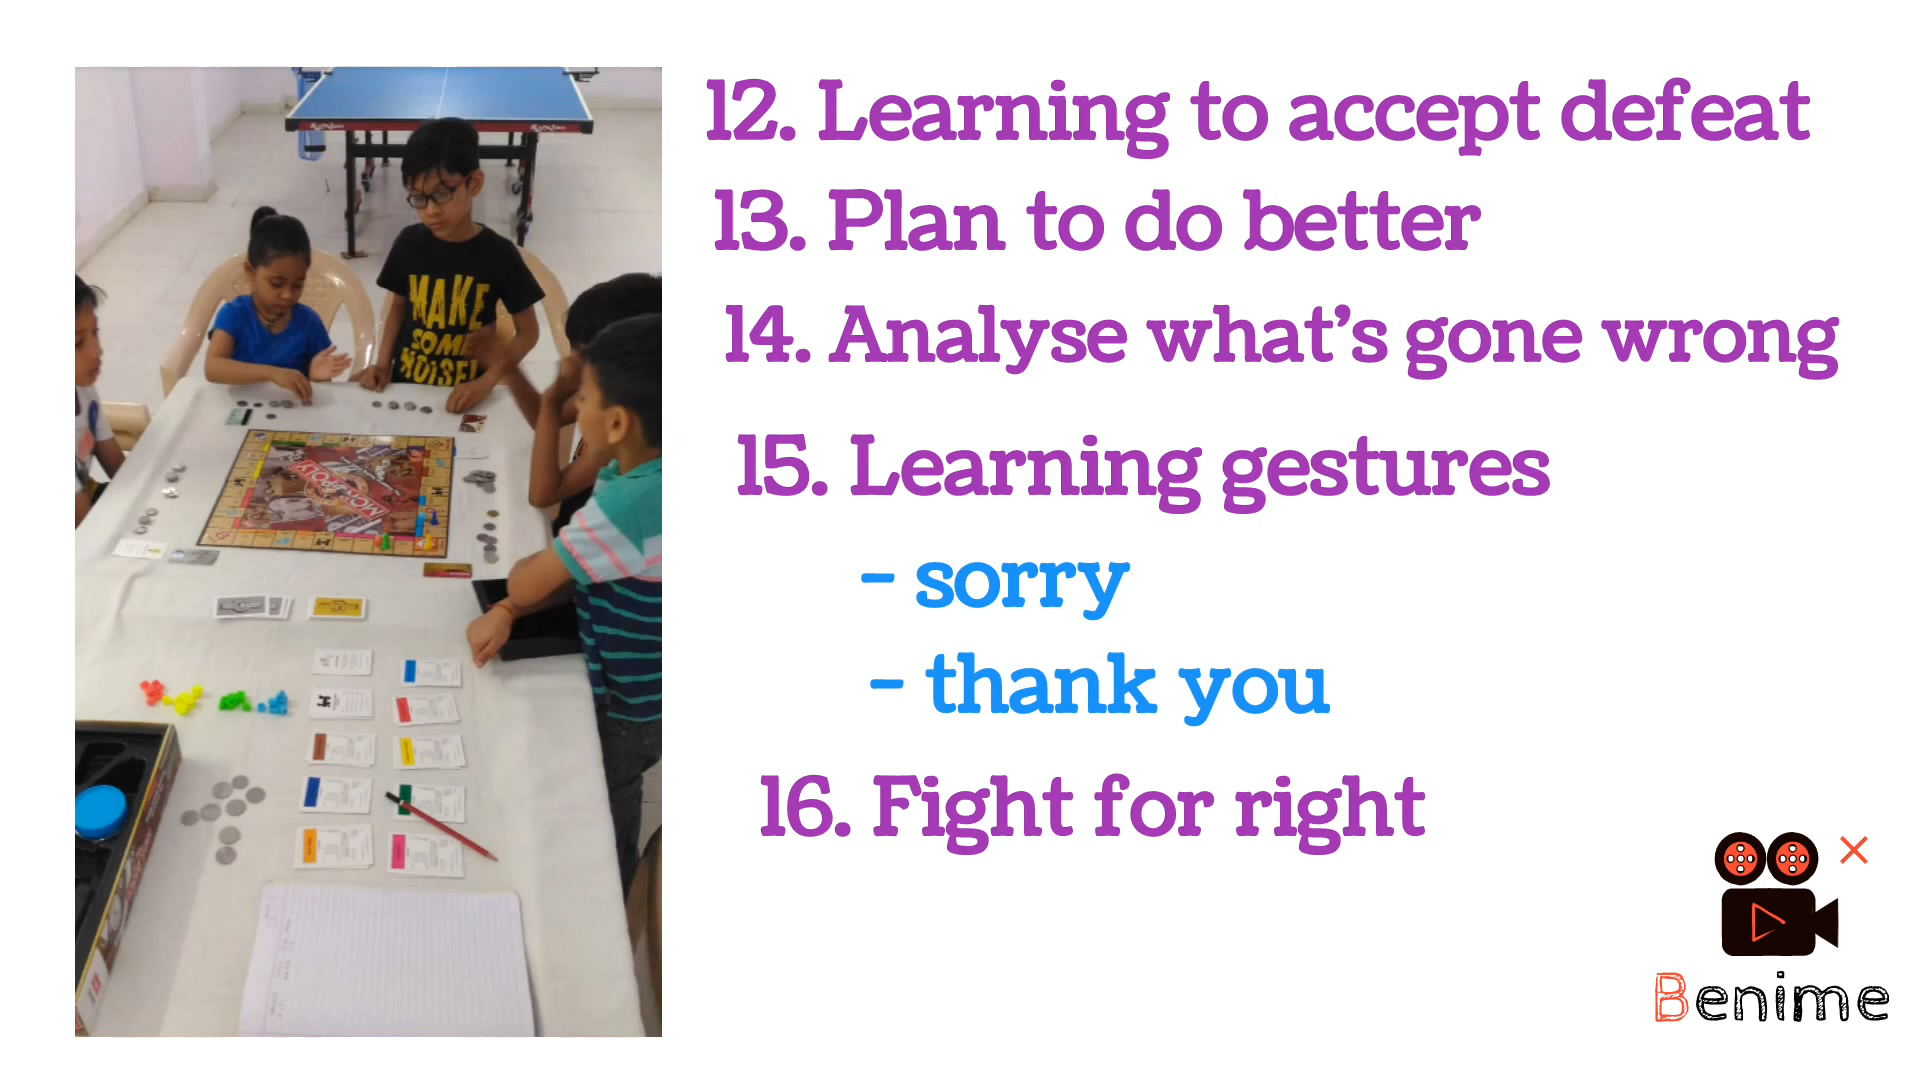 12. Learning to accept defeat
13. Plan to do better
14. Analyse what's gone wrong
15. Learning gestures
- sorry
- thank you
16. Fight for right
MAKE
SOME
NOISE!
MONOPOLY
Benime